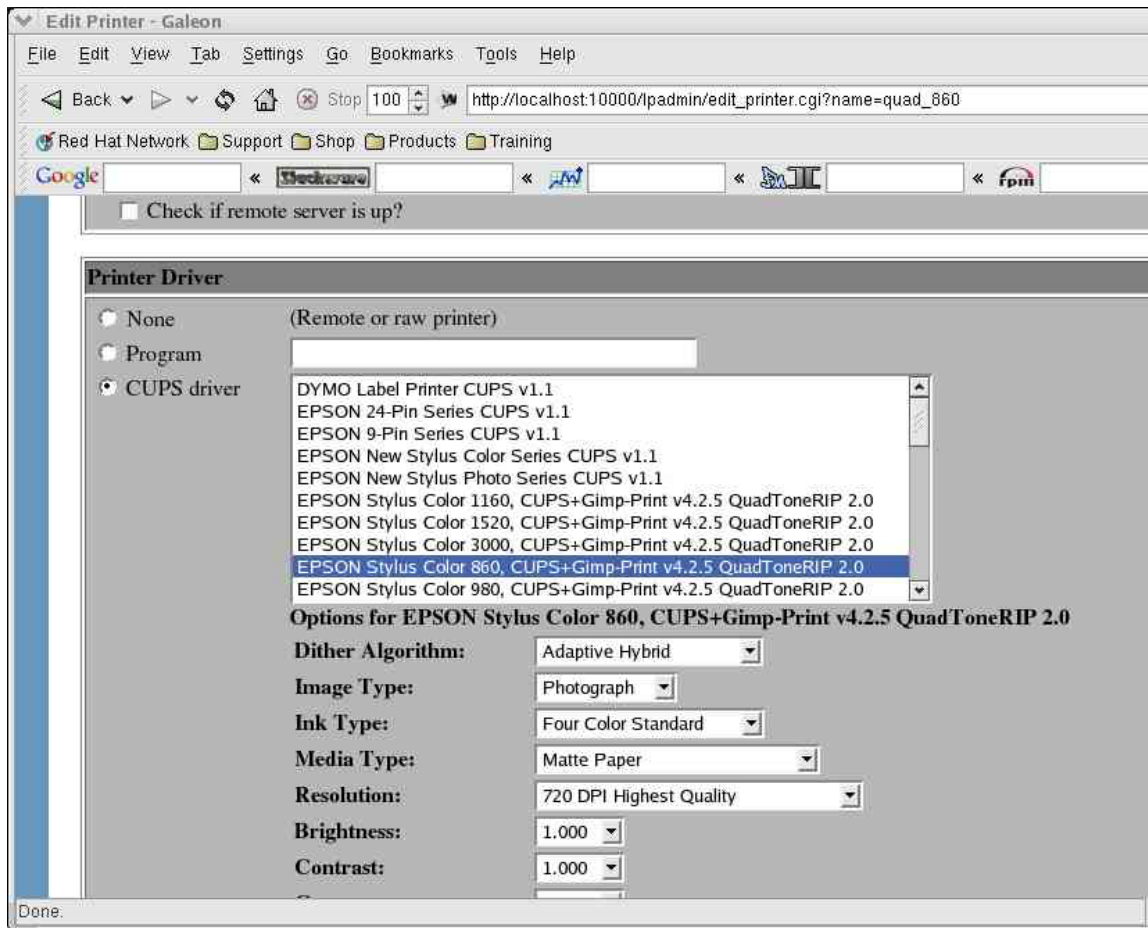 Edit Printer - Galeon
File Edit View Tab Settings Go Bookmarks Tools Help
Back Stop 100 http://localhost:10000/lpadmin/edit_printer.cgi?name=quad_860
Red Hat Network Support Shop Products Training
Google « « « « rpm
Check if remote server is up?
Printer Driver
None (Remote or raw printer)
Program
CUPS driver
DYMO Label Printer CUPS v1.1
EPSON 24-Pin Series CUPS v1.1
EPSON 9-Pin Series CUPS v1.1
EPSON New Stylus Color Series CUPS v1.1
EPSON New Stylus Photo Series CUPS v1.1
EPSON Stylus Color 1160, CUPS+Gimp-Print v4.2.5 QuadToneRIP 2.0
EPSON Stylus Color 1520, CUPS+Gimp-Print v4.2.5 QuadToneRIP 2.0
EPSON Stylus Color 3000, CUPS+Gimp-Print v4.2.5 QuadToneRIP 2.0
EPSON Stylus Color 860, CUPS+Gimp-Print v4.2.5 QuadToneRIP 2.0
EPSON Stylus Color 980, CUPS+Gimp-Print v4.2.5 QuadToneRIP 2.0
Options for EPSON Stylus Color 860, CUPS+Gimp-Print v4.2.5 QuadToneRIP 2.0
Dither Algorithm: Adaptive Hybrid
Image Type: Photograph
Ink Type: Four Color Standard
Media Type: Matte Paper
Resolution: 720 DPI Highest Quality
Brightness: 1.000
Contrast: 1.000
Done.